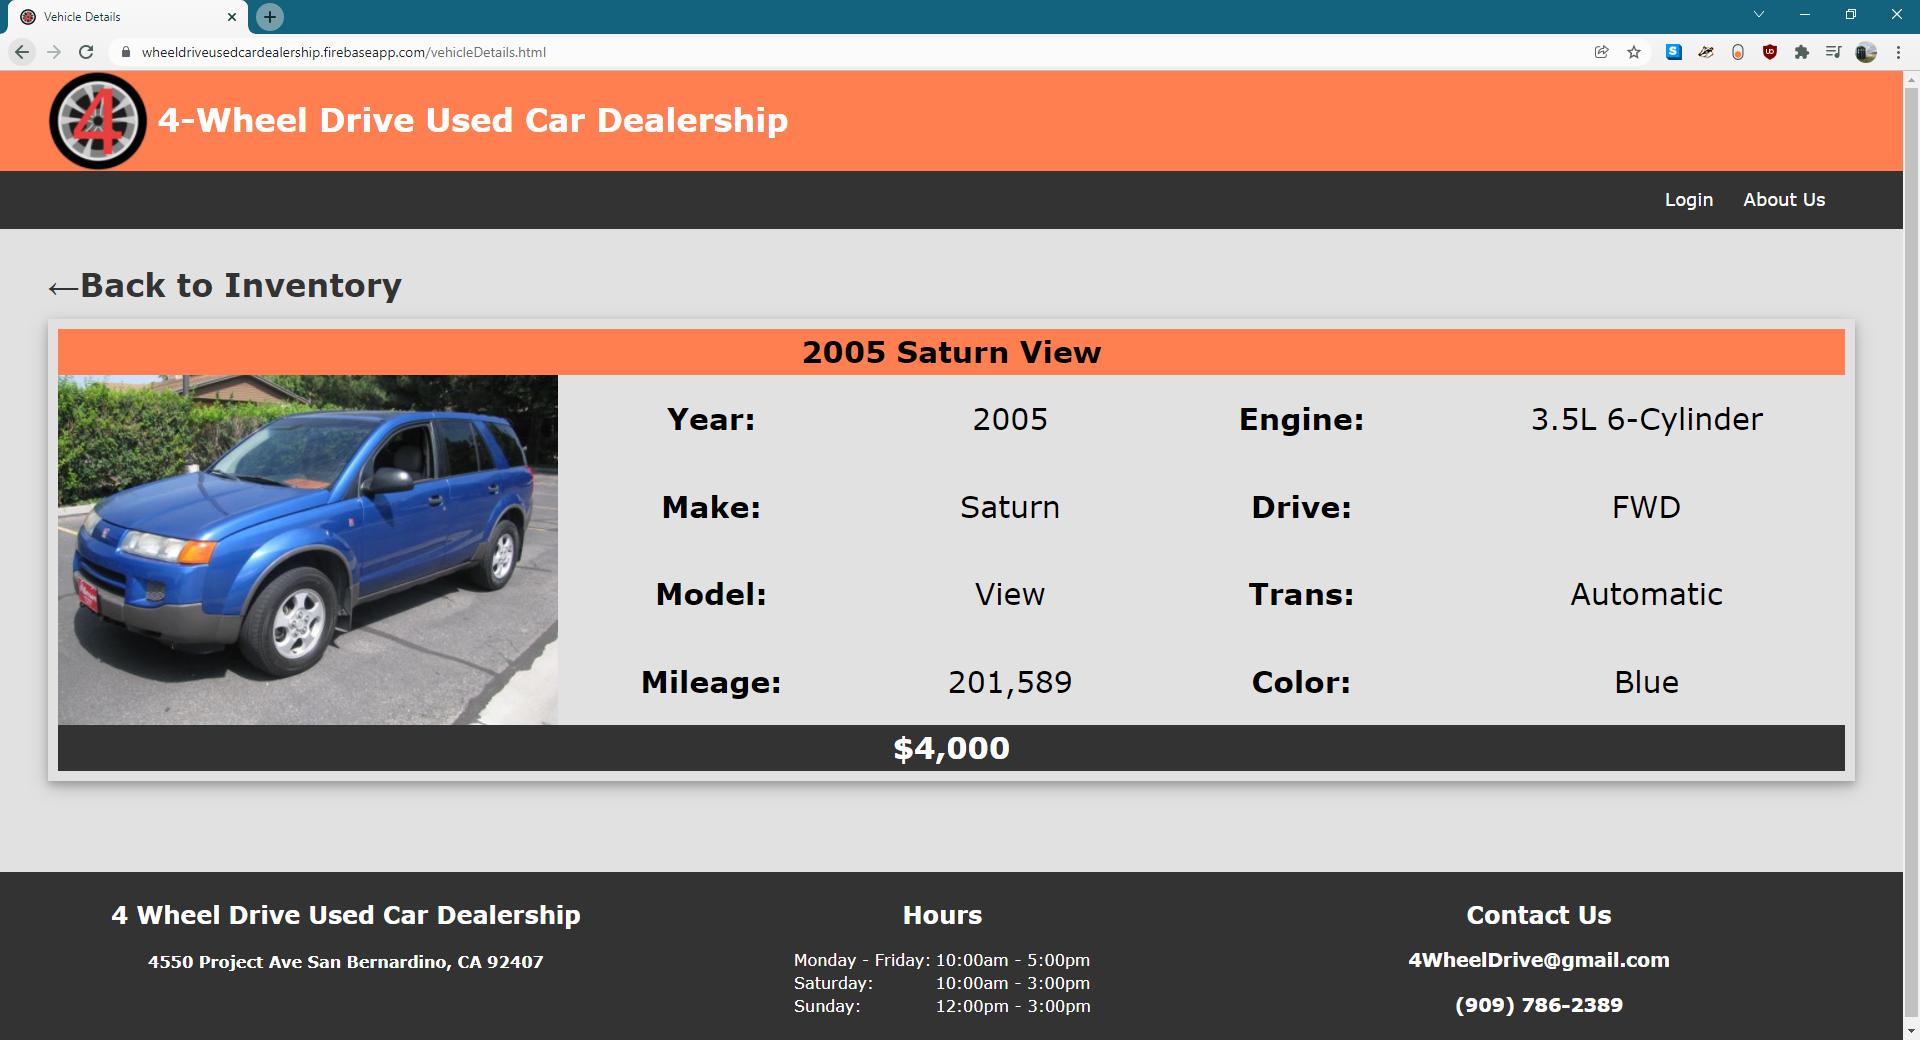 Vehicle Details
wheeldriveusedcardealership.firebaseapp.com/vehicleDetails.html
4 4-Wheel Drive Used Car Dealership
Login About Us
←Back to Inventory
2005 Saturn View
Year: 2005 Engine: 3.5L 6-Cylinder
Make: Saturn Drive: FWD
Model: View Trans: Automatic
Mileage: 201,589 Color: Blue
$4,000
4 Wheel Drive Used Car Dealership
4550 Project Ave San Bernardino, CA 92407
Hours
Monday - Friday: 10:00am - 5:00pm
Saturday: 10:00am - 3:00pm
Sunday: 12:00pm - 3:00pm
Contact Us
4WheelDrive@gmail.com
(909) 786-2389